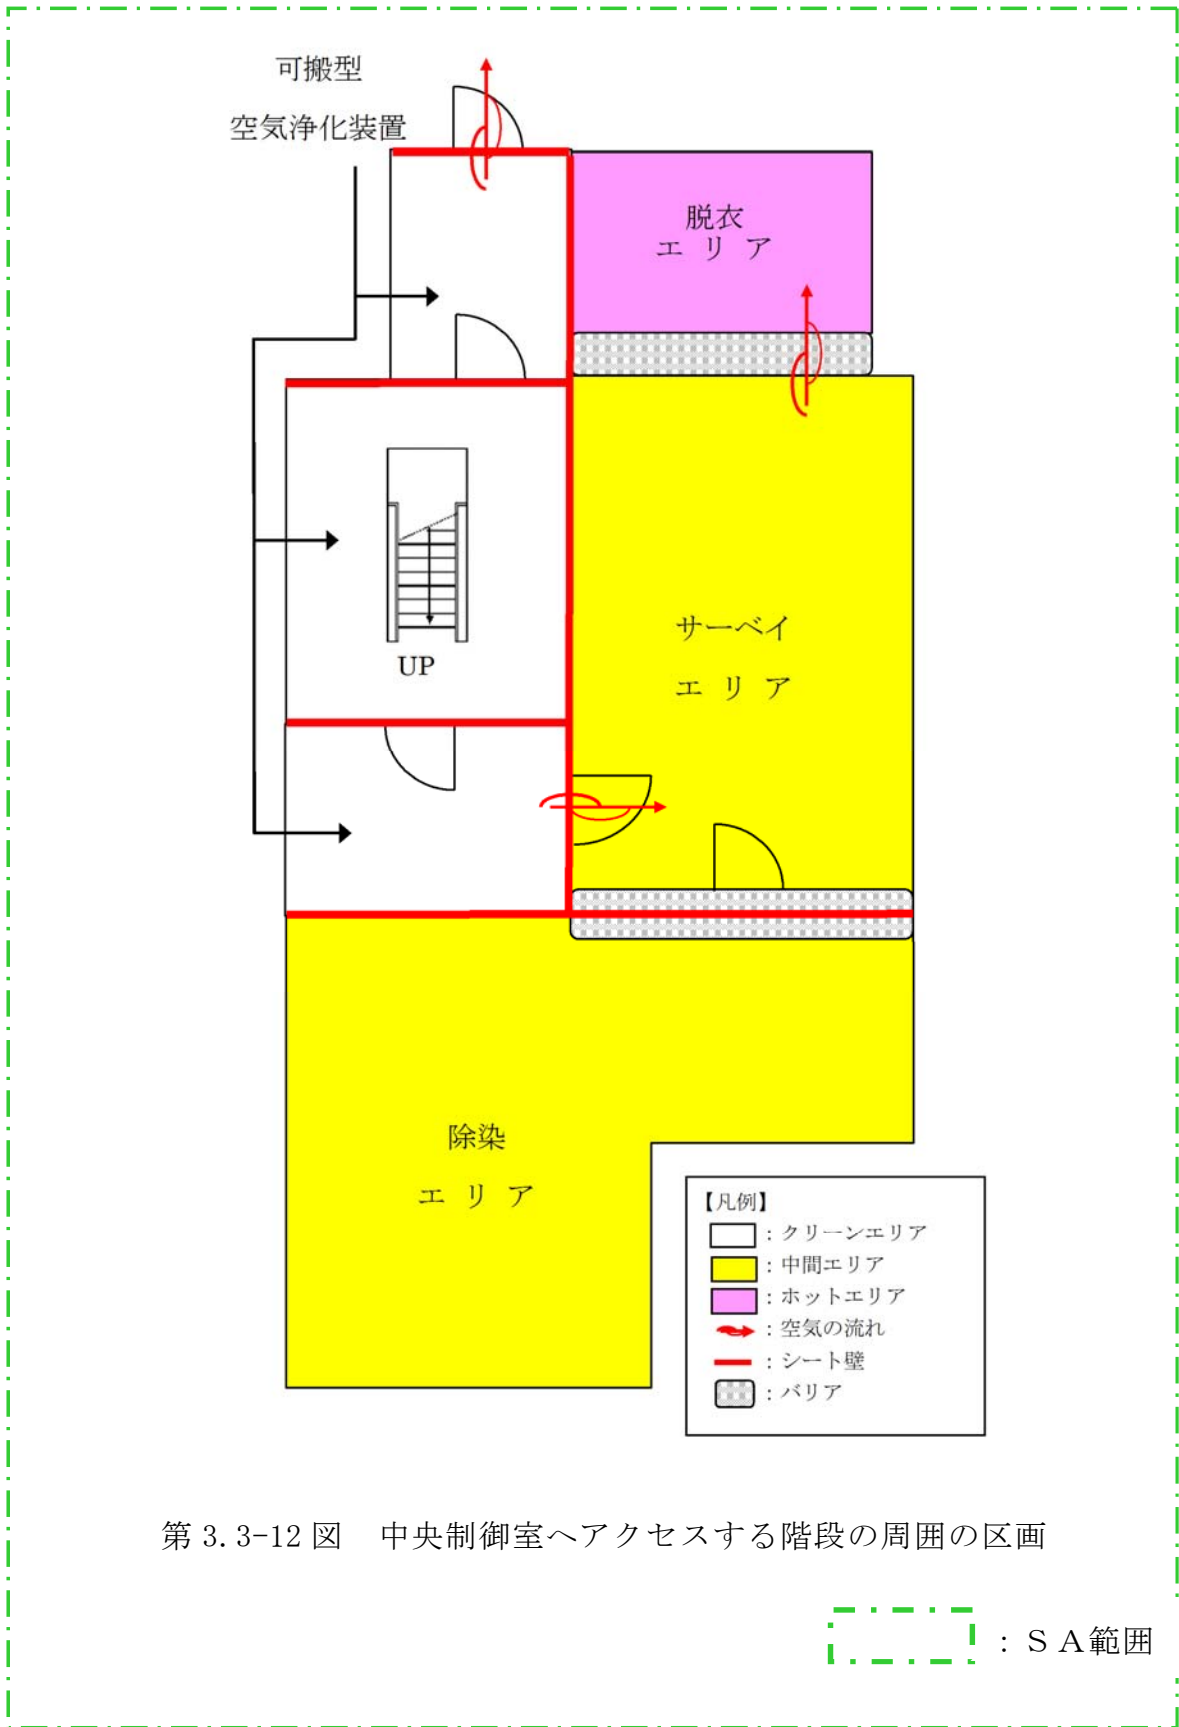 可搬型
空気浄化装置
脱衣
エリア
サーベイ
エリア
UP
除染
エリア
【凡例】
：クリーンエリア
：中間エリア
：ホットエリア
：空気の流れ
：シート壁
：バリア
第 3.3-12 図　中央制御室へアクセスする階段の周囲の区画
：ＳＡ範囲